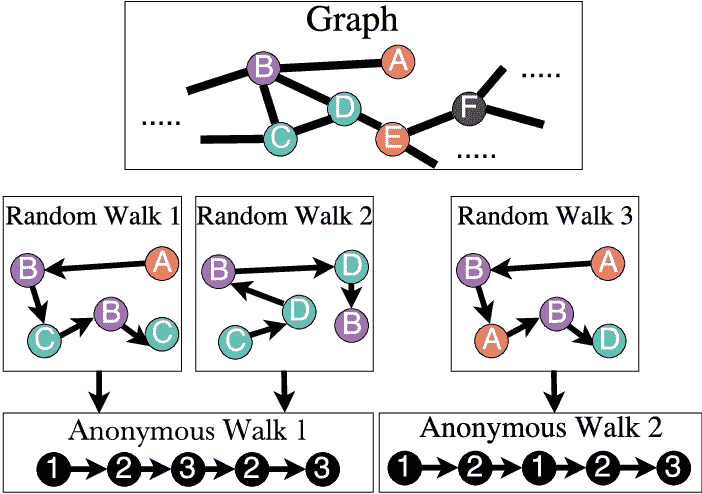 Graph
B A
.....
D F
.....
C E
.....
Random Walk 1 Random Walk 2 Random Walk 3
B A
C B C
B D
C D B
B A
A B D
Anonymous Walk 1
1 2 3 2 3
Anonymous Walk 2
1 2 1 2 3